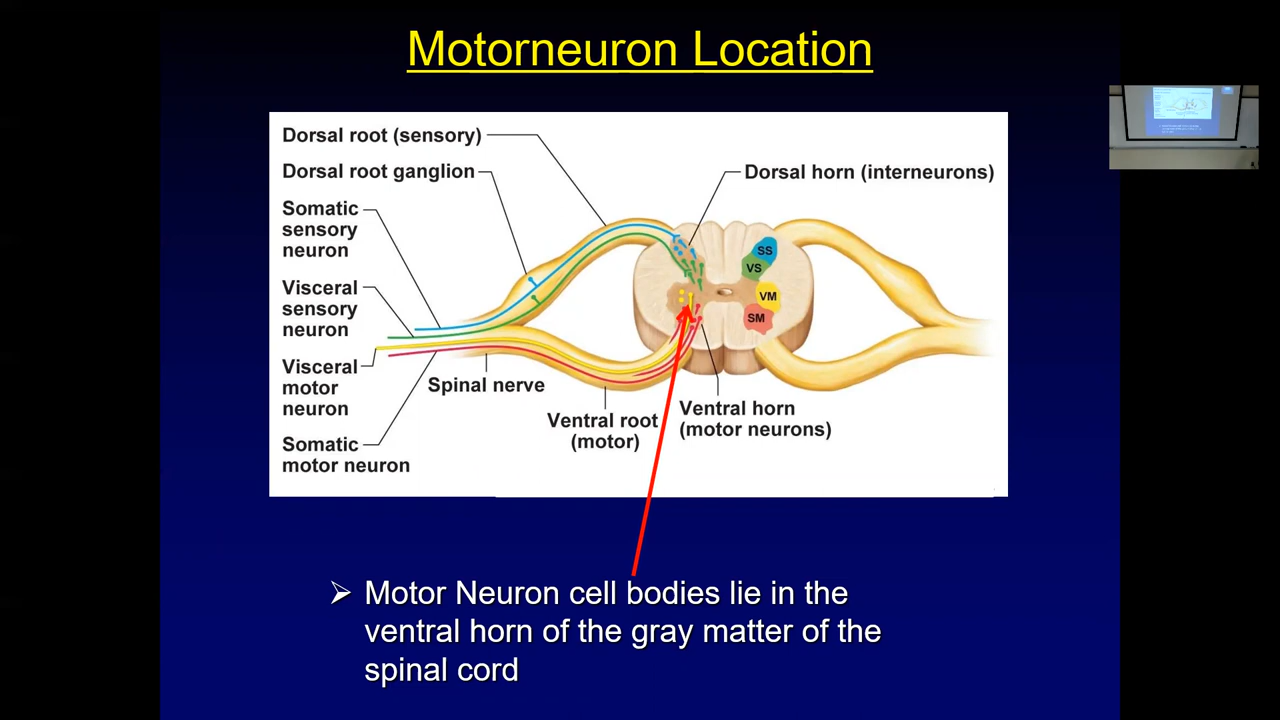 Motorneuron Location
Dorsal root (sensory)
Dorsal root ganglion
Somatic
sensory
neuron
Visceral
sensory
neuron
Visceral
motor
neuron
Somatic
motor neuron
Spinal nerve
Ventral root
(motor)
Ventral horn
(motor neurons)
Dorsal horn (interneurons)
SS
VS
VM
SM
➢ Motor Neuron cell bodies lie in the
ventral horn of the gray matter of the
spinal cord